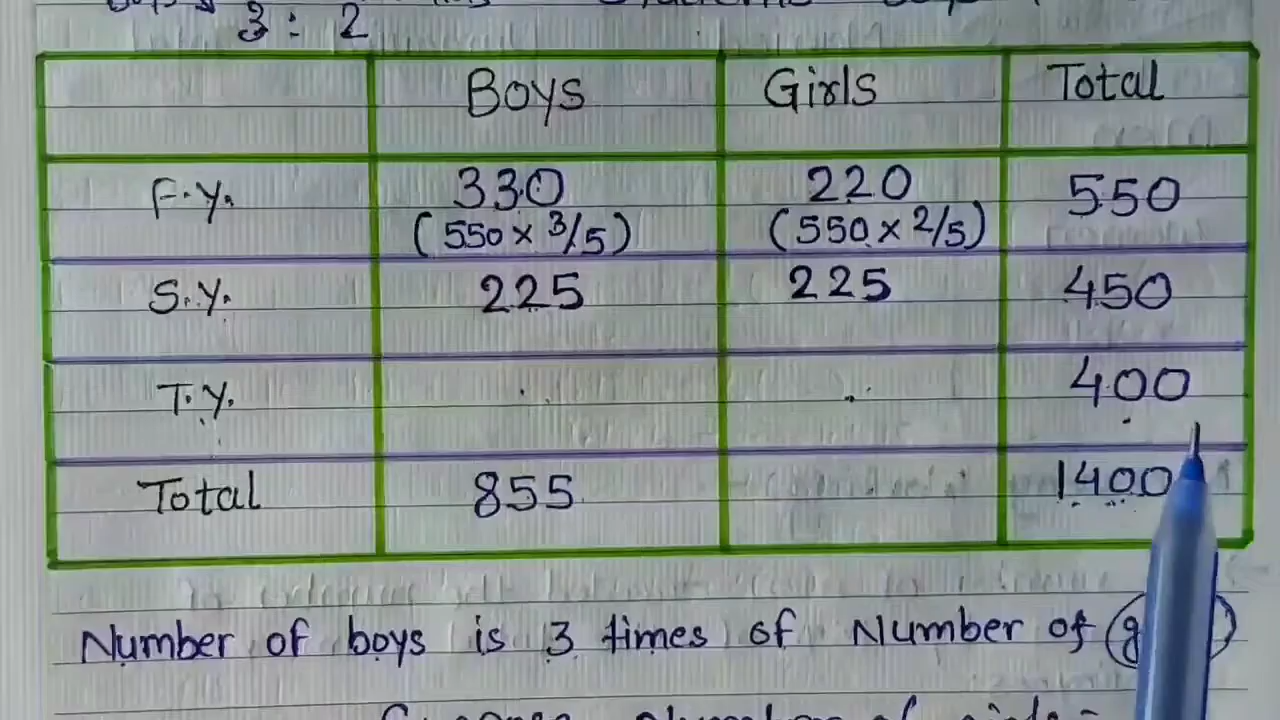 3 : 2
Boys Girls Total
F.Y. 330 220 550
(550 x 3/5) (550 x 2/5)
S.Y. 225 225 450
T.Y. 400
Total 855 1400
Number of boys is 3 times of Number of